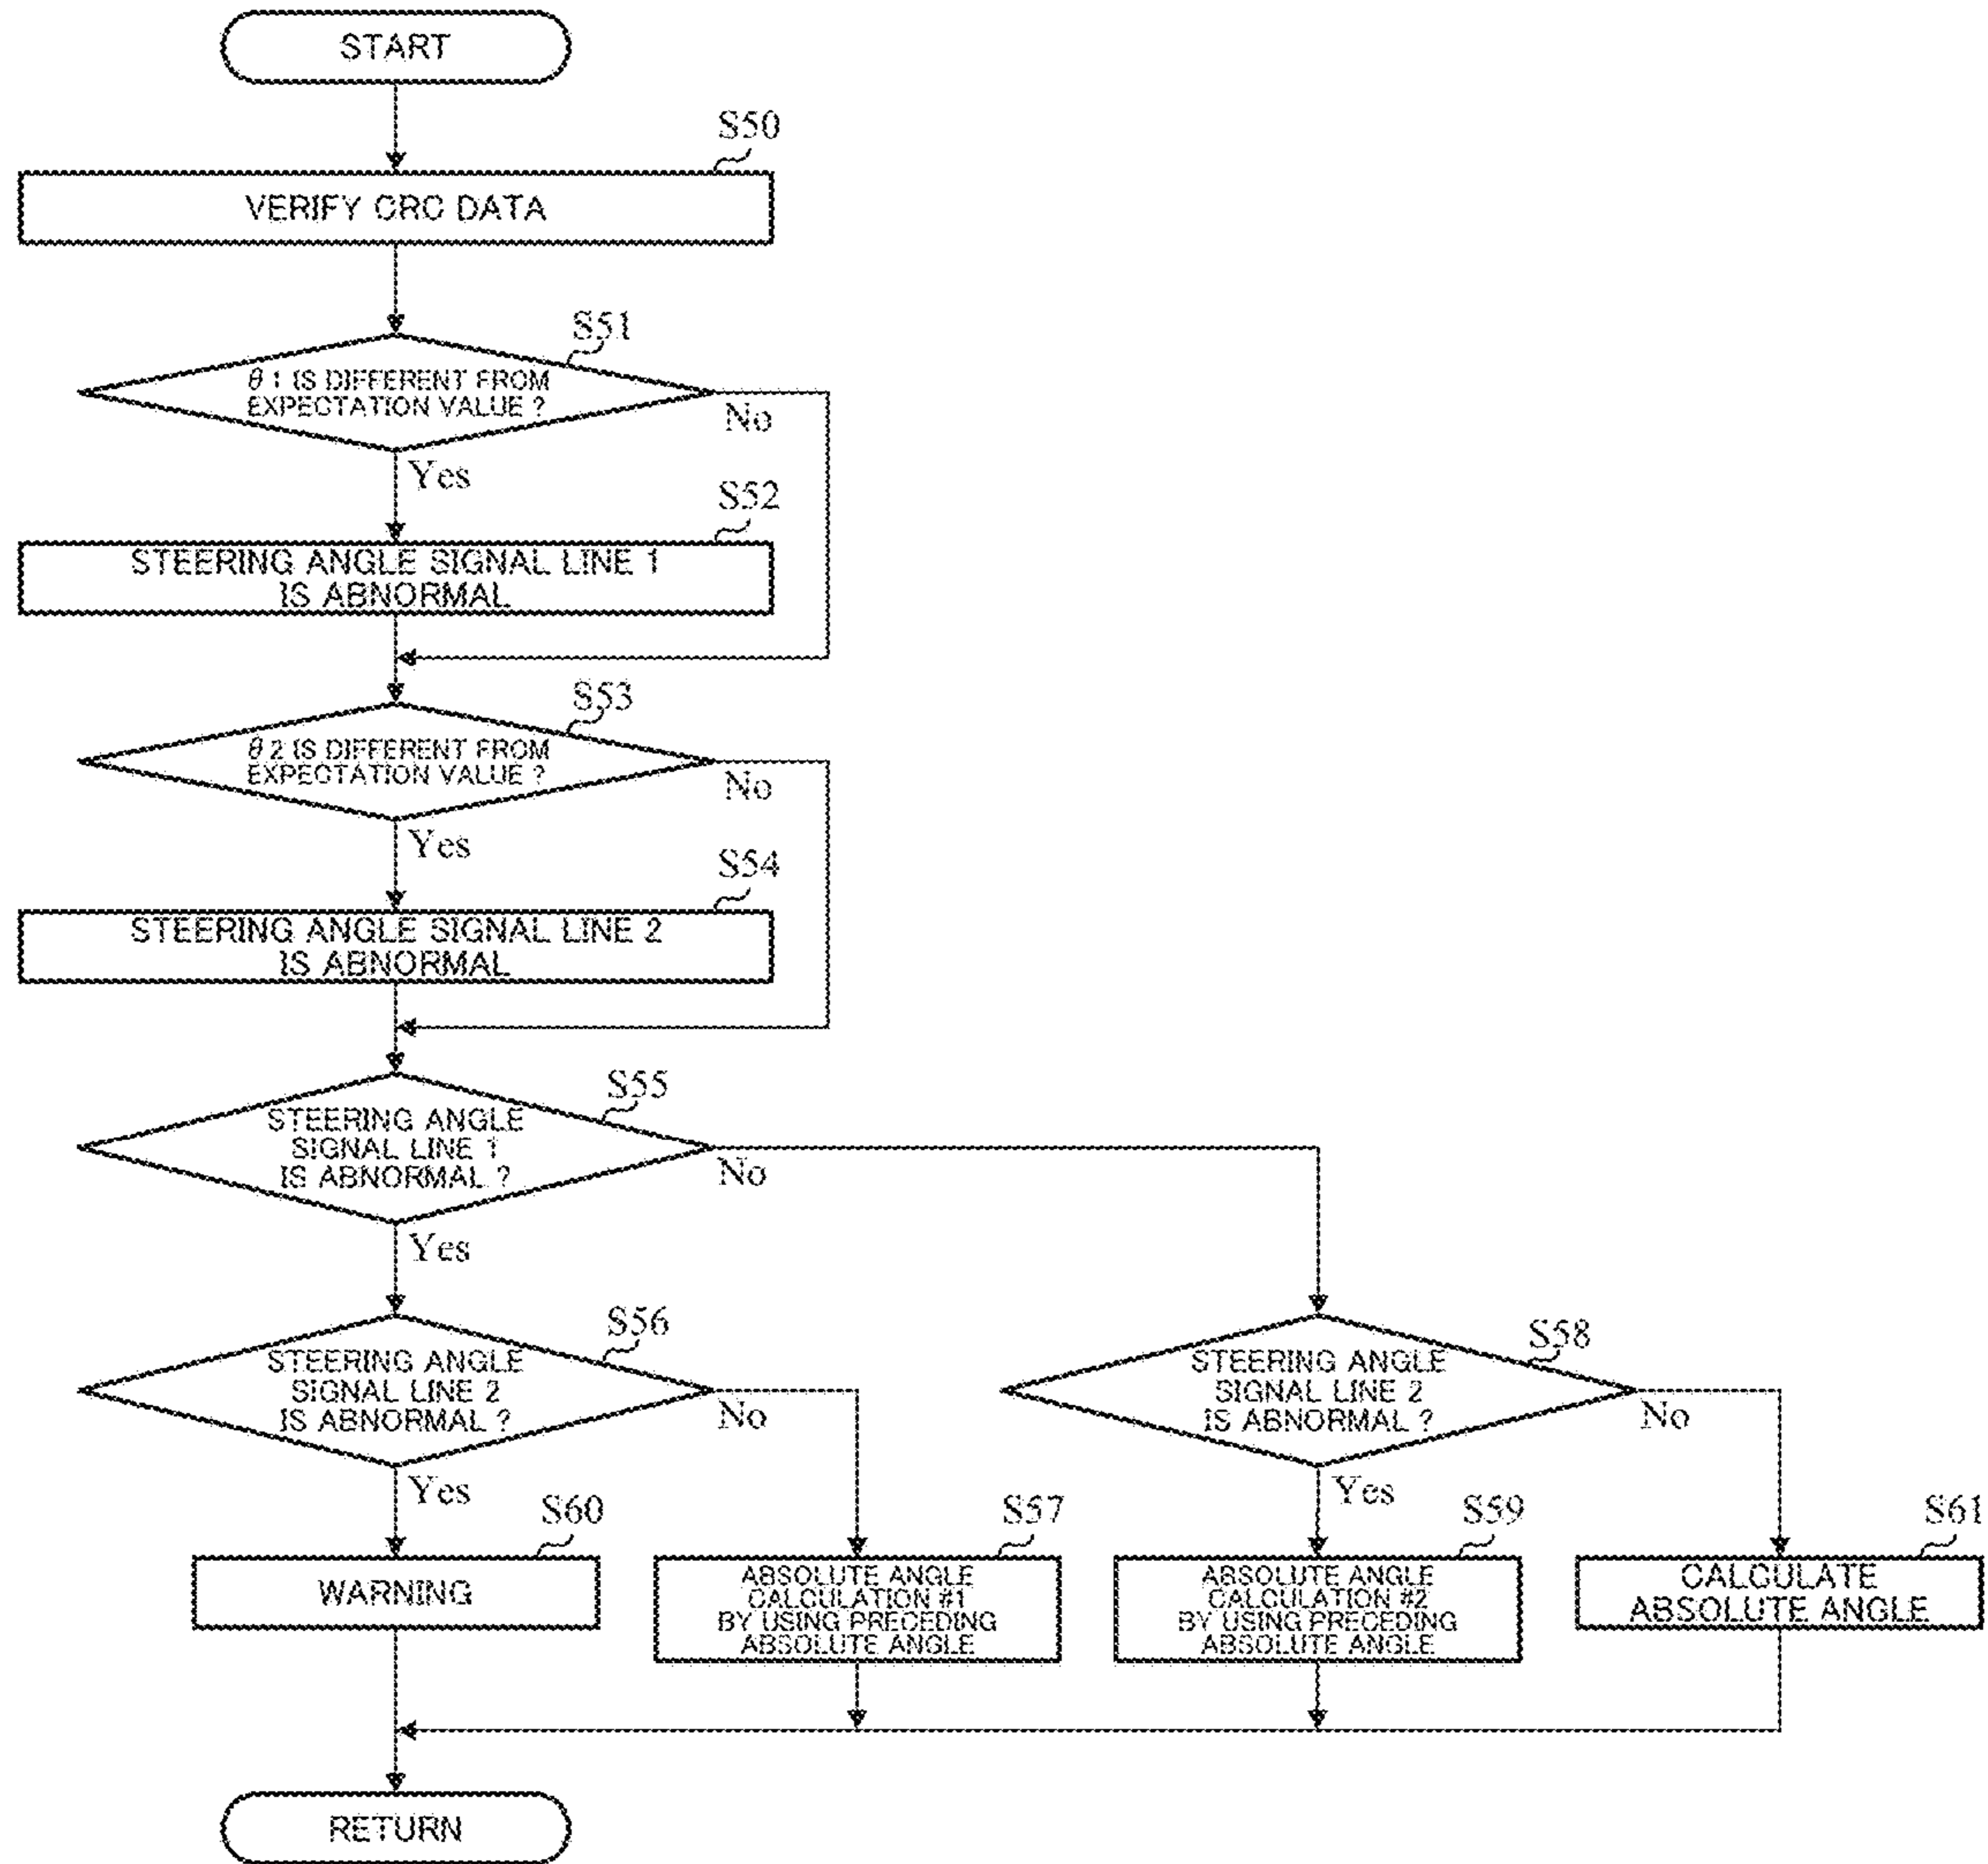 START
S50
VERIFY CRC DATA
S51
θ1 IS DIFFERENT FROM
EXPECTATION VALUE ?
No
Yes
S52
STEERING ANGLE SIGNAL LINE 1
IS ABNORMAL
S53
θ2 IS DIFFERENT FROM
EXPECTATION VALUE ?
No
Yes
S54
STEERING ANGLE SIGNAL LINE 2
IS ABNORMAL
S55
STEERING ANGLE
SIGNAL LINE 1
IS ABNORMAL ?
No
Yes
S56
STEERING ANGLE
SIGNAL LINE 2
IS ABNORMAL ?
No
Yes
S58
STEERING ANGLE
SIGNAL LINE 2
IS ABNORMAL ?
No
Yes
S60
WARNING
S57
ABSOLUTE ANGLE
CALCULATION #1
BY USING PRECEDING
ABSOLUTE ANGLE
S59
ABSOLUTE ANGLE
CALCULATION #2
BY USING PRECEDING
ABSOLUTE ANGLE
S61
CALCULATE
ABSOLUTE ANGLE
RETURN